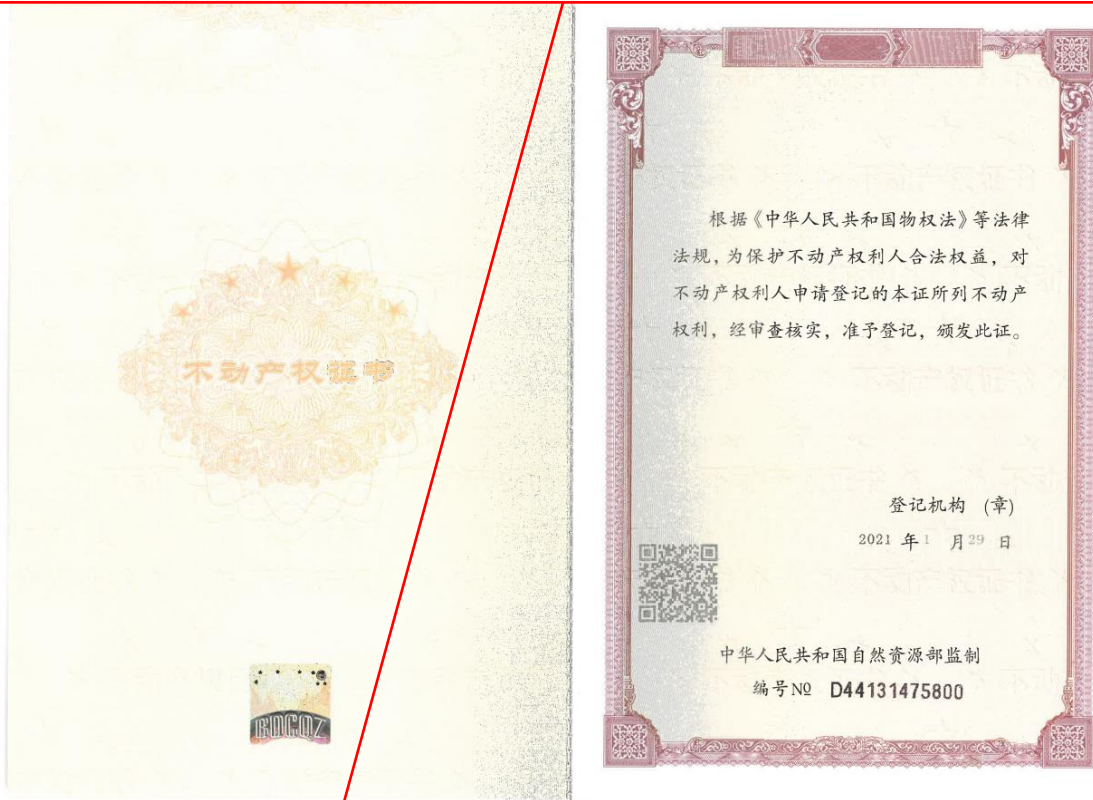 不动产权证书
BDCQZ
根据《中华人民共和国物权法》等法律
法规,为保护不动产权利人合法权益,对
不动产权利人申请登记的本证所列不动产
权利,经审查核实,准予登记,颁发此证。
登记机构 (章)
2021 年 1 月 29 日
中华人民共和国自然资源部监制
编号№ D44131475800